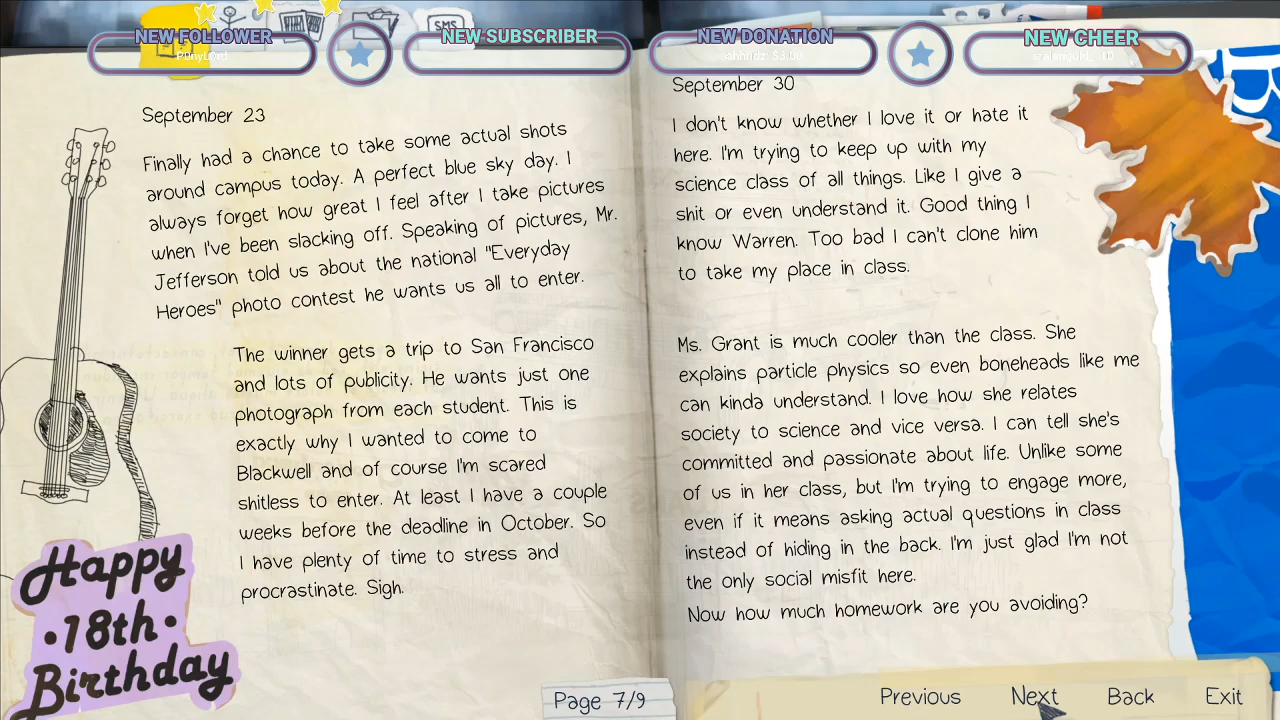 SMS
NEW FOLLOWER
NEW SUBSCRIBER
NEW DONATION
NEW CHEER
September 23
Finally had a chance to take some actual shots
around campus today. A perfect blue sky day. I
always forget how great I feel after I take pictures
when I've been slacking off. Speaking of pictures, Mr.
Jefferson told us about the national "Everyday
Heroes" photo contest he wants us all to enter.
The winner gets a trip to San Francisco
and lots of publicity. He wants just one
photograph from each student. This is
exactly why I wanted to come to
Blackwell and of course I'm scared
shitless to enter. At least I have a couple
weeks before the deadline in October. So
I have plenty of time to stress and
procrastinate. Sigh.
Happy
•18th•
Birthday
September 30
I don't know whether I love it or hate it
here. I'm trying to keep up with my
science class of all things. Like I give a
shit or even understand it. Good thing I
know Warren. Too bad I can't clone him
to take my place in class.
Ms. Grant is much cooler than the class. She
explains particle physics so even boneheads like me
can kinda understand. I love how she relates
society to science and vice versa. I can tell she's
committed and passionate about life. Unlike some
of us in her class, but I'm trying to engage more,
even if it means asking actual questions in class
instead of hiding in the back. I'm just glad I'm not
the only social misfit here.
Now how much homework are you avoiding?
Page 7/9
Previous
Next
Back
Exit